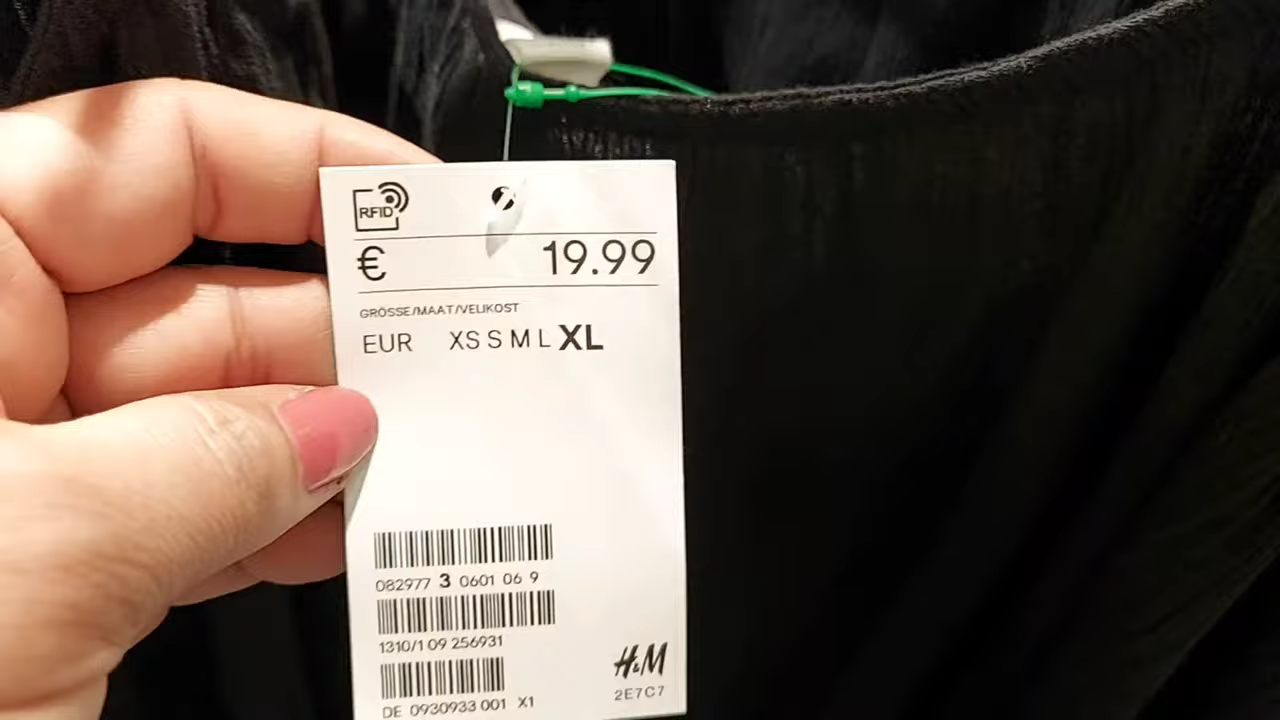 RFID
€ 19.99
GRÖSSE/MAAT/VELIKOST
EUR XS S M L XL
082977 3 0601 06 9
1310/1 09 256931
H&M
2E7C7
DE 0930933 001 X1